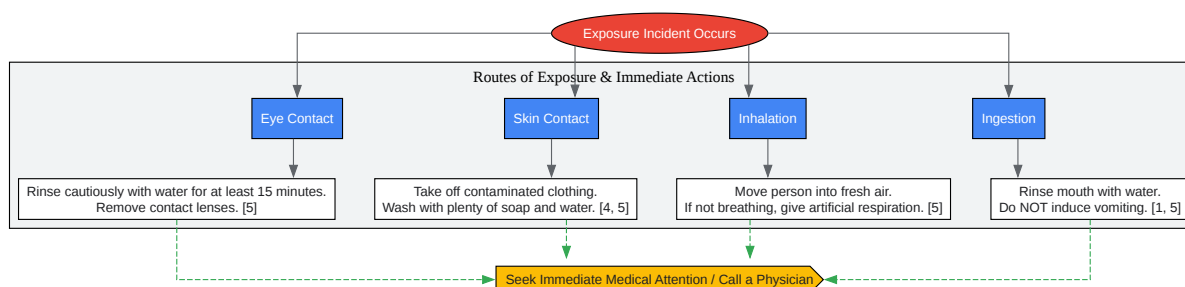 Exposure Incident Occurs
Routes of Exposure & Immediate Actions
Eye Contact
Skin Contact
Inhalation
Ingestion
Rinse cautiously with water for at least 15 minutes.
Remove contact lenses. [5]
Take off contaminated clothing.
Wash with plenty of soap and water. [4, 5]
Move person into fresh air.
If not breathing, give artificial respiration. [5]
Rinse mouth with water.
Do NOT induce vomiting. [1, 5]
Seek Immediate Medical Attention / Call a Physician